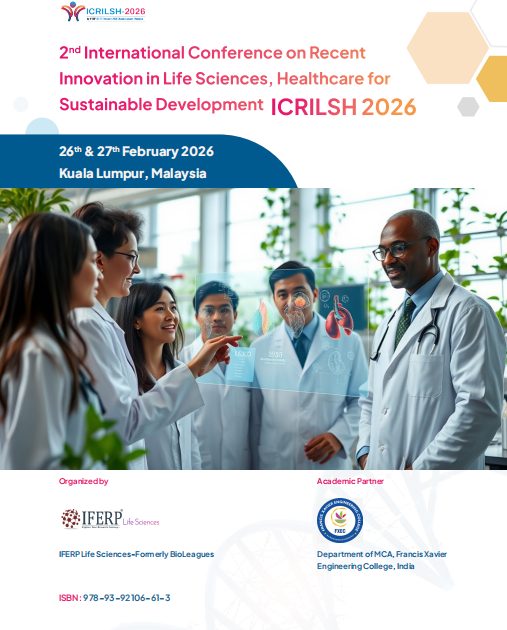 ICRILSH-2026
2nd International Conference on Recent
Innovation in Life Sciences, Healthcare for
Sustainable Development ICRILSH 2026
26th & 27th February 2026
Kuala Lumpur, Malaysia
Organized by
Academic Partner
IFERP Life Sciences
FXEC
IFERP Life Sciences-Formerly BioLeagues
Department of MCA, Francis Xavier
Engineering College, India
ISBN : 978-93-92106-61-3